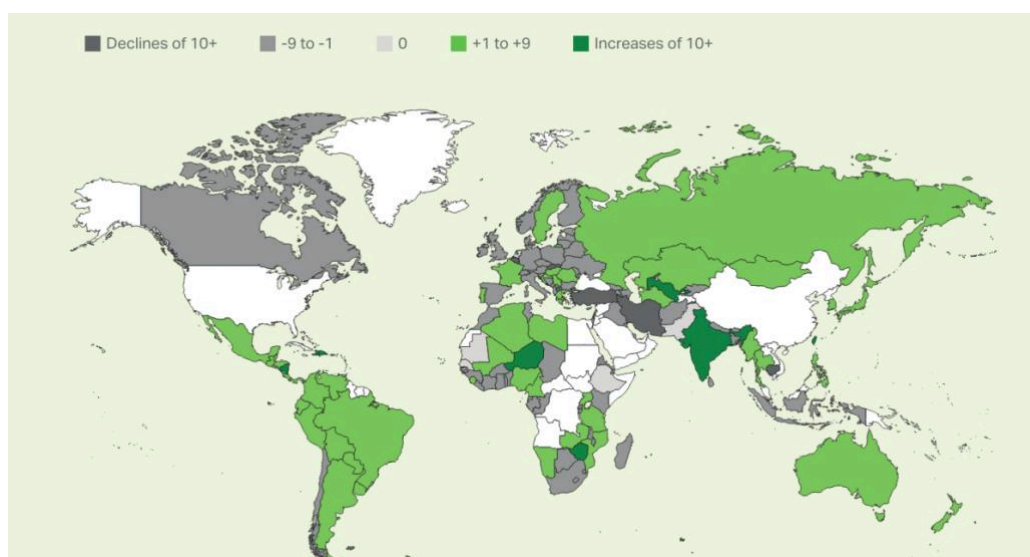 Declines of 10+ -9 to -1 0 +1 to +9 Increases of 10+